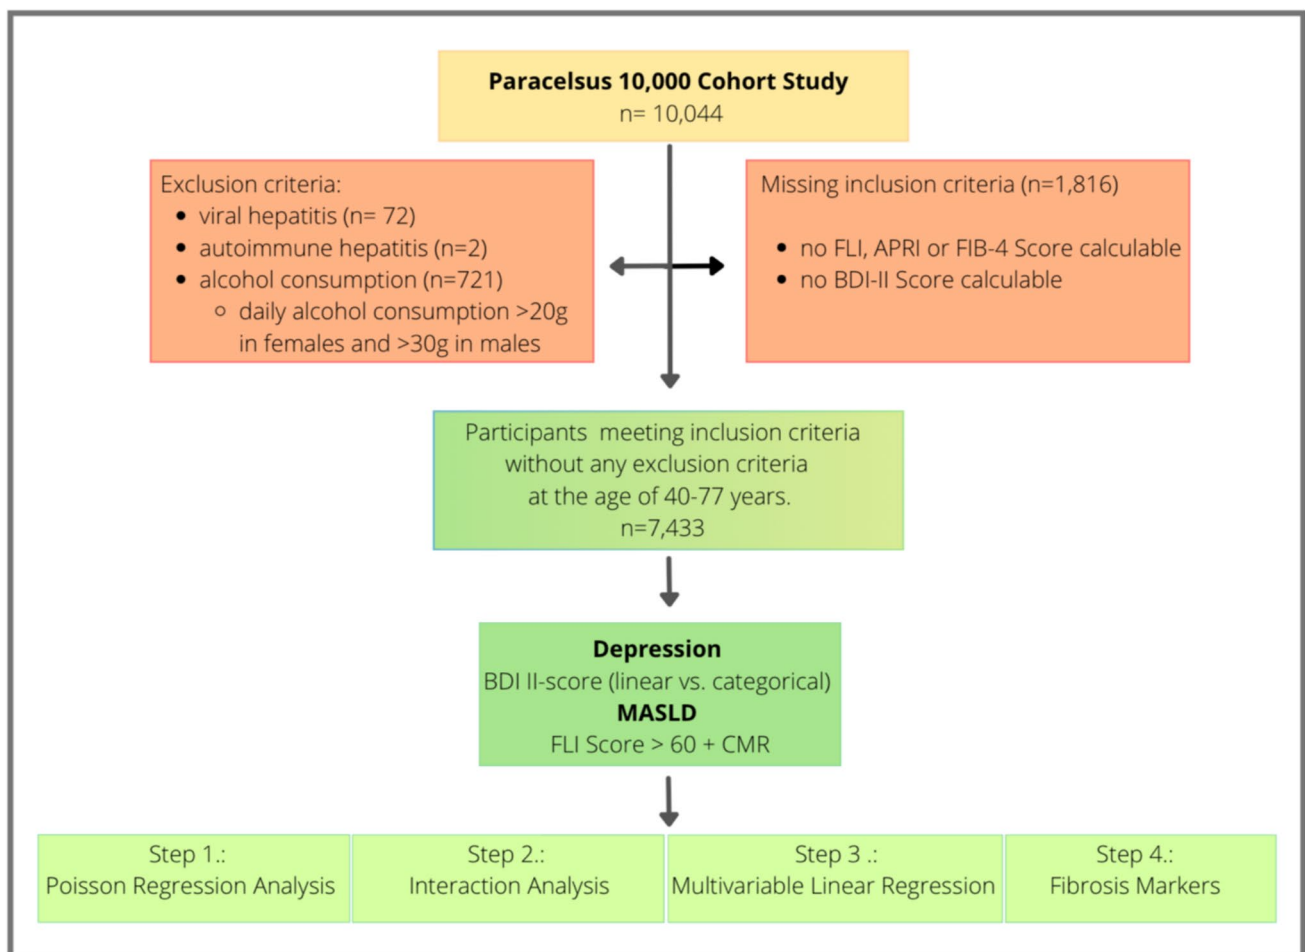 Paracelsus 10,000 Cohort Study
n= 10,044
Exclusion criteria:
• viral hepatitis (n= 72)
• autoimmune hepatitis (n=2)
• alcohol consumption (n=721)
○ daily alcohol consumption >20g
in females and >30g in males
Missing inclusion criteria (n=1,816)
• no FLI, APRI or FIB-4 Score calculable
• no BDI-II Score calculable
Participants meeting inclusion criteria
without any exclusion criteria
at the age of 40-77 years.
n=7,433
Depression
BDI II-score (linear vs. categorical)
MASLD
FLI Score > 60 + CMR
Step 1.:
Poisson Regression Analysis
Step 2.:
Interaction Analysis
Step 3 .:
Multivariable Linear Regression
Step 4.:
Fibrosis Markers